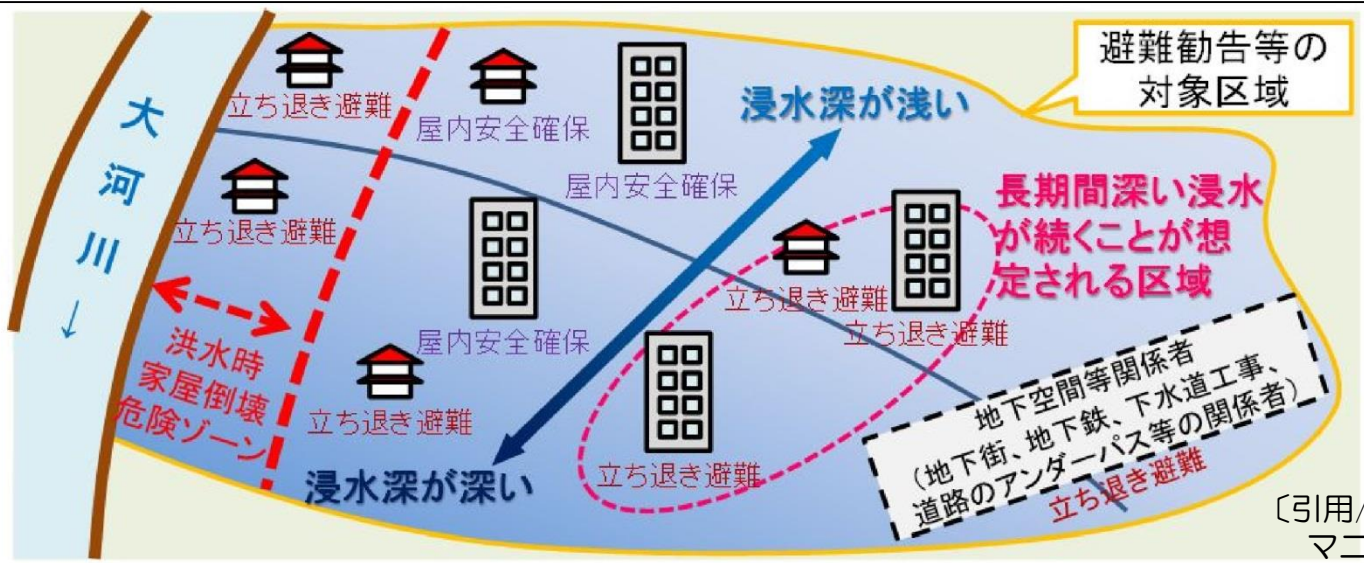 避難勧告等の
対象区域
大河川
↓
立ち退き避難
屋内安全確保
屋内安全確保
浸水深が浅い
立ち退き避難
長期間深い浸水
が続くことが想
定される区域
屋内安全確保
立ち退き避難
立ち退き避難
洪水時
家屋倒壊
危険ゾーン
立ち退き避難
浸水深が深い
立ち退き避難
地下空間等関係者
(地下街、地下鉄、下水道工事、
道路のアンダーパス等の関係者)
立ち退き避難
〔引用/
マニ